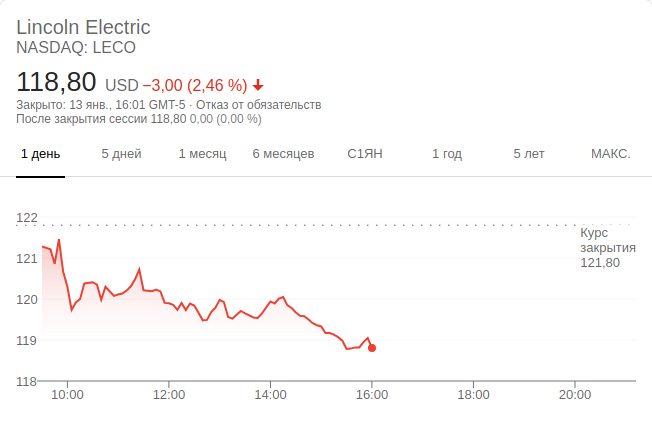 Lincoln Electric
NASDAQ: LECO
118,80 USD −3,00 (2,46 %)
Закрыто: 13 янв., 16:01 GMT-5 · Отказ от обязательств
После закрытия сессии 118,80 0,00 (0,00 %)
1 день 5 дней 1 месяц 6 месяцев С1ЯН 1 год 5 лет МАКС.
122
Курс
закрытия
121,80
121
120
119
118
10:00 12:00 14:00 16:00 18:00 20:00